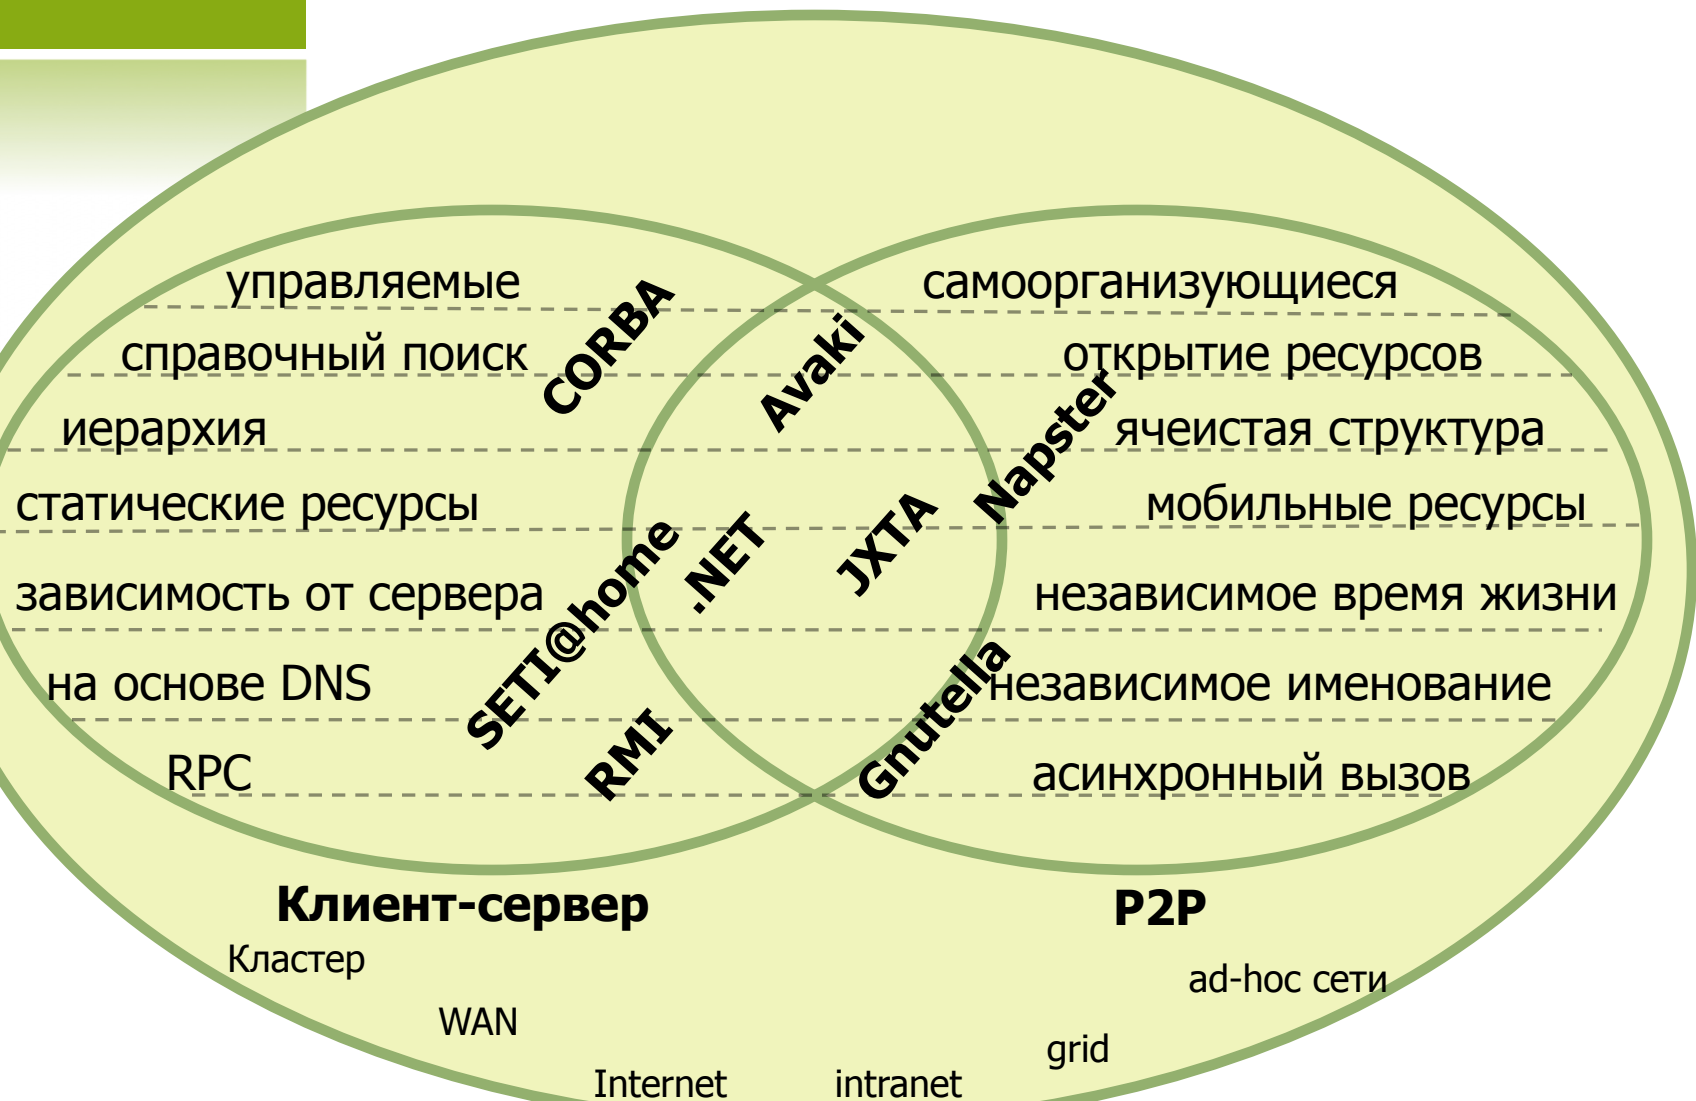 управляемые
самоорганизующиеся
CORBA
Avaki
справочный поиск
открытие ресурсов
Napster
иерархия
ячеистая структура
статические ресурсы
мобильные ресурсы
SETI@home
.NET
JXTA
зависимость от сервера
независимое время жизни
на основе DNS
Gnutella
независимое именование
RMI
RPC
асинхронный вызов
Клиент-сервер
P2P
Кластер
ad-hoc сети
WAN
grid
Internet
intranet